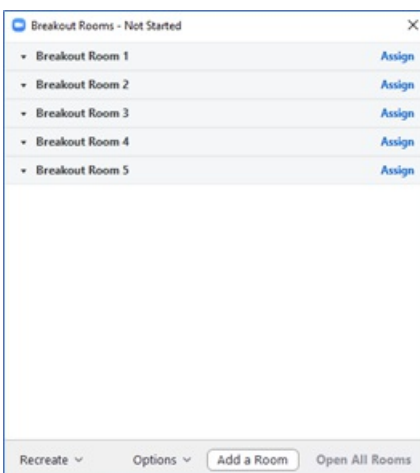 Breakout Rooms - Not Started
Breakout Room 1 Assign
Breakout Room 2 Assign
Breakout Room 3 Assign
Breakout Room 4 Assign
Breakout Room 5 Assign
Recreate Options Add a Room Open All Rooms